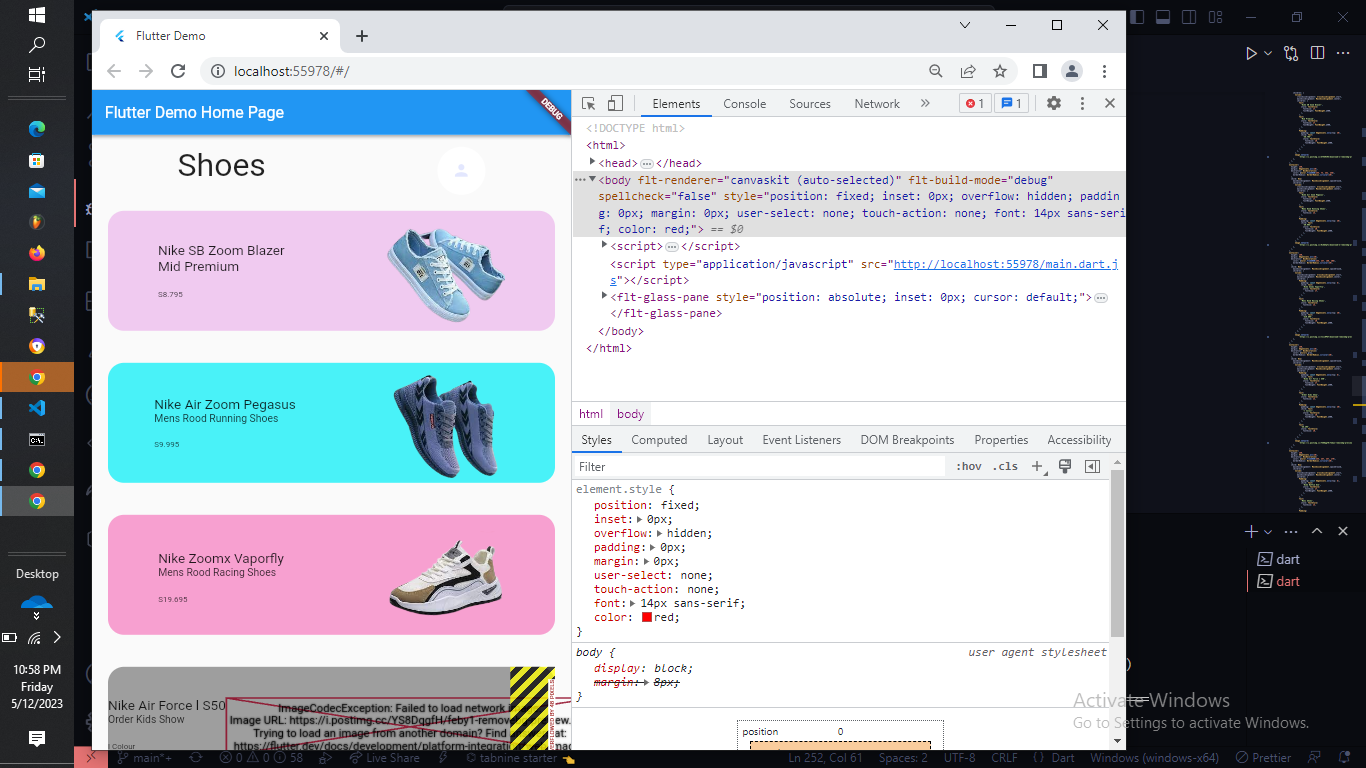 Flutter Demo
localhost:55978/#/
Flutter Demo Home Page
DEBUG
Shoes
Nike SB Zoom Blazer
Mid Premium
S8.795
Nike Air Zoom Pegasus
Mens Rood Running Shoes
S9.995
Nike Zoomx Vaporfly
Mens Rood Racing Shoes
S19.695
Nike Air Force I S50
Order Kids Show
l Colour
ImageCodecException: Failed to load network i
Image URL: https://i.postimg.cc/YS8DggfH/feby1-remov
ew.
Trying to load an image from another domain? Find
at:
https://flutter.dev/docs/development/platform-integrati
Elements
Console
Sources
Network
1
1
<!DOCTYPE html>
<html>
<head> … </head>
<body flt-renderer="canvaskit (auto-selected)" flt-build-mode="debug"
spellcheck="false" style="position: fixed; inset: 0px; overflow: hidden; paddin
g: 0px; margin: 0px; user-select: none; touch-action: none; font: 14px sans-seri
f; color: red;"> == $0
<script> … </script>
<script type="application/javascript" src="http://localhost:55978/main.dart.j
s"></script>
<flt-glass-pane style="position: absolute; inset: 0px; cursor: default;"> …
</flt-glass-pane>
</body>
</html>
html
body
Styles
Computed
Layout
Event Listeners
DOM Breakpoints
Properties
Accessibility
Filter
:hov
.cls
element.style {
position: fixed;
inset: 0px;
overflow: hidden;
padding: 0px;
margin: 0px;
user-select: none;
touch-action: none;
font: 14px sans-serif;
color: red;
}
body {
user agent stylesheet
display: block;
margin: 8px;
}
position
0
dart
dart
Activate Windows
Go to Settings to activate Windows.
Desktop
10:58 PM
Friday
5/12/2023
main*+
0
0
58
Live Share
tabnine starter
Ln 252, Col 61
Spaces: 2
UTF-8
CRLF
{ } Dart
Windows (windows-x64)
Prettier